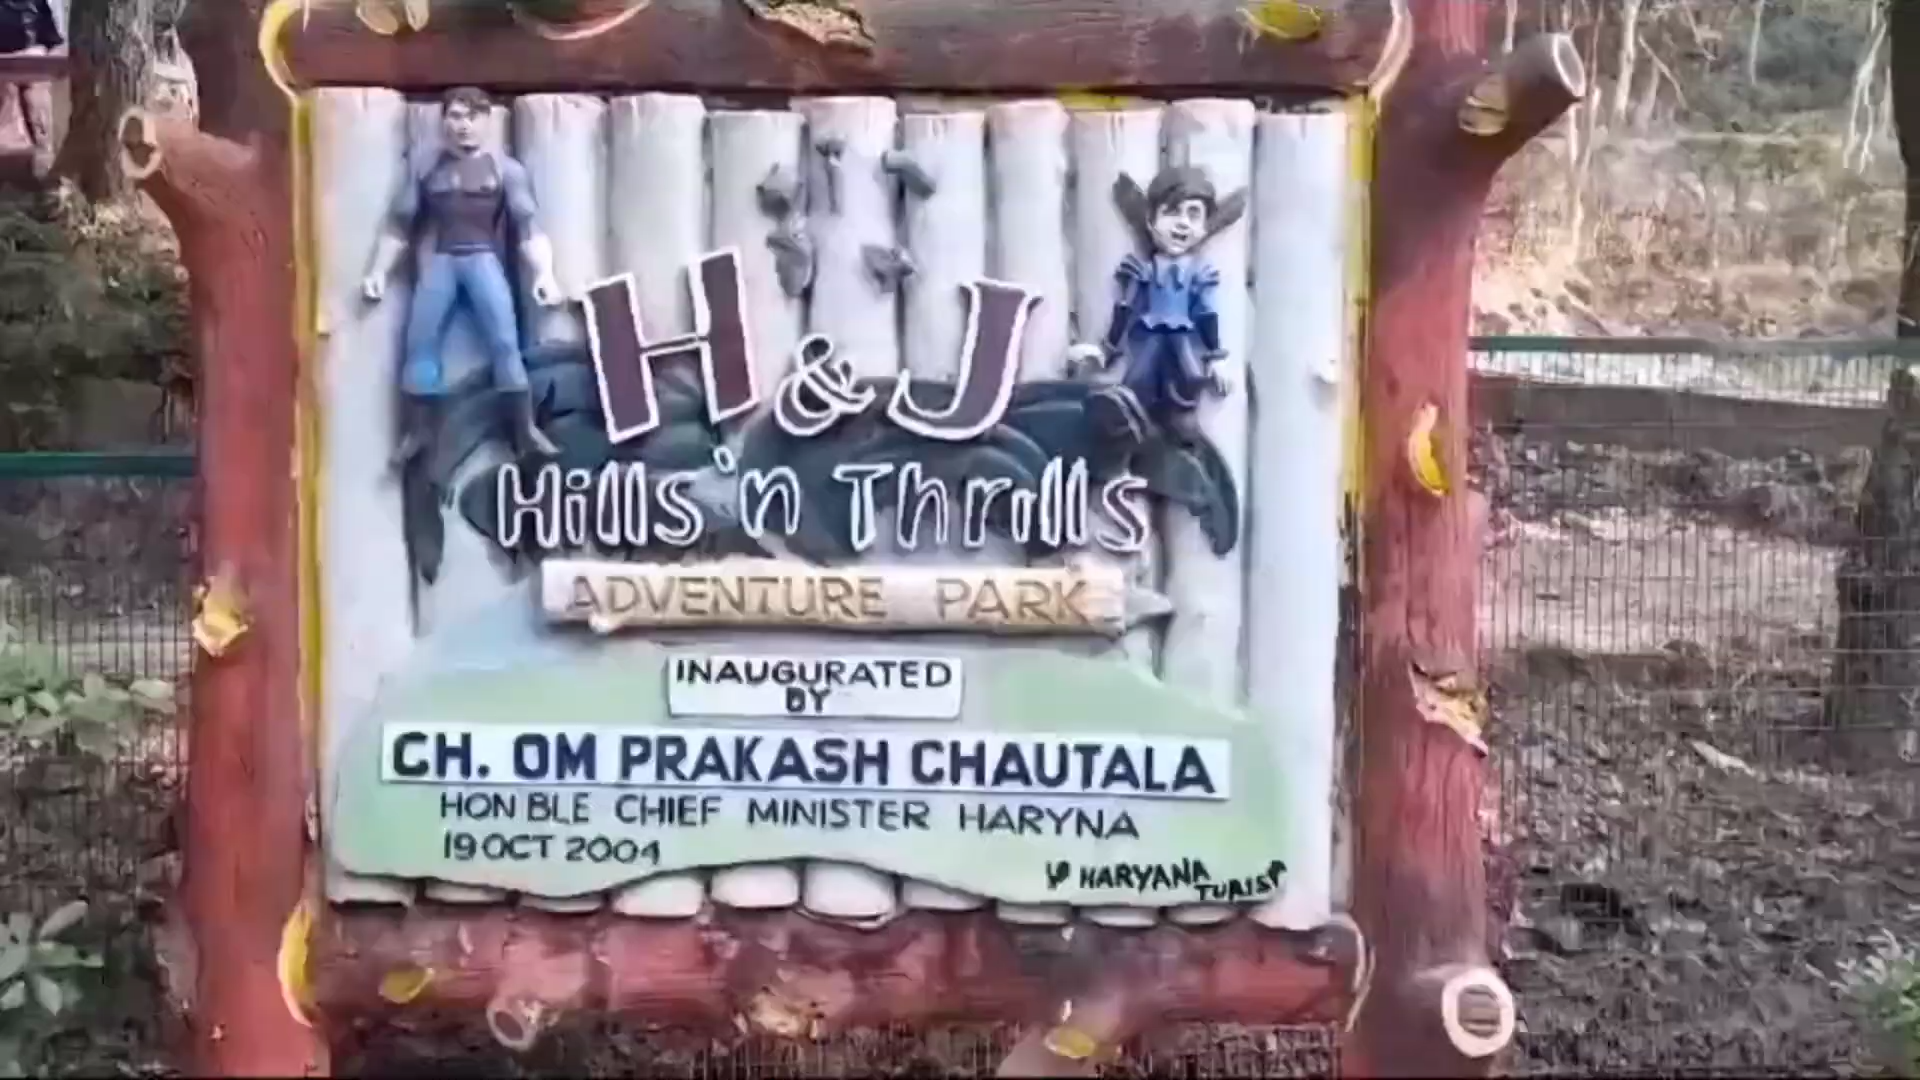 H & J
Hills 'n Thrills
ADVENTURE PARK
INAUGURATED
BY
CH. OM PRAKASH CHAUTALA
HON BLE CHIEF MINISTER HARYNA
19 OCT 2004
HARYANA
TURIST